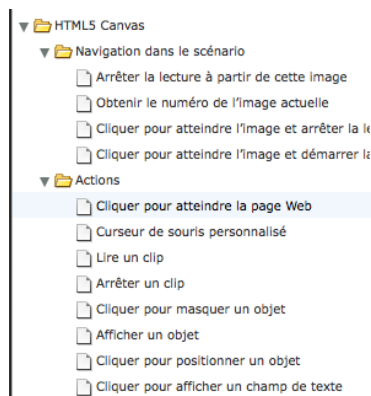 HTML5 Canvas
Navigation dans le scénario
Arrêter la lecture à partir de cette image
Obtenir le numéro de l'image actuelle
Cliquer pour atteindre l'image et arrêter la
Cliquer pour atteindre l'image et démarrer la
Actions
Cliquer pour atteindre la page Web
Curseur de souris personnalisé
Lire un clip
Arrêter un clip
Cliquer pour masquer un objet
Afficher un objet
Cliquer pour positionner un objet
Cliquer pour afficher un champ de texte